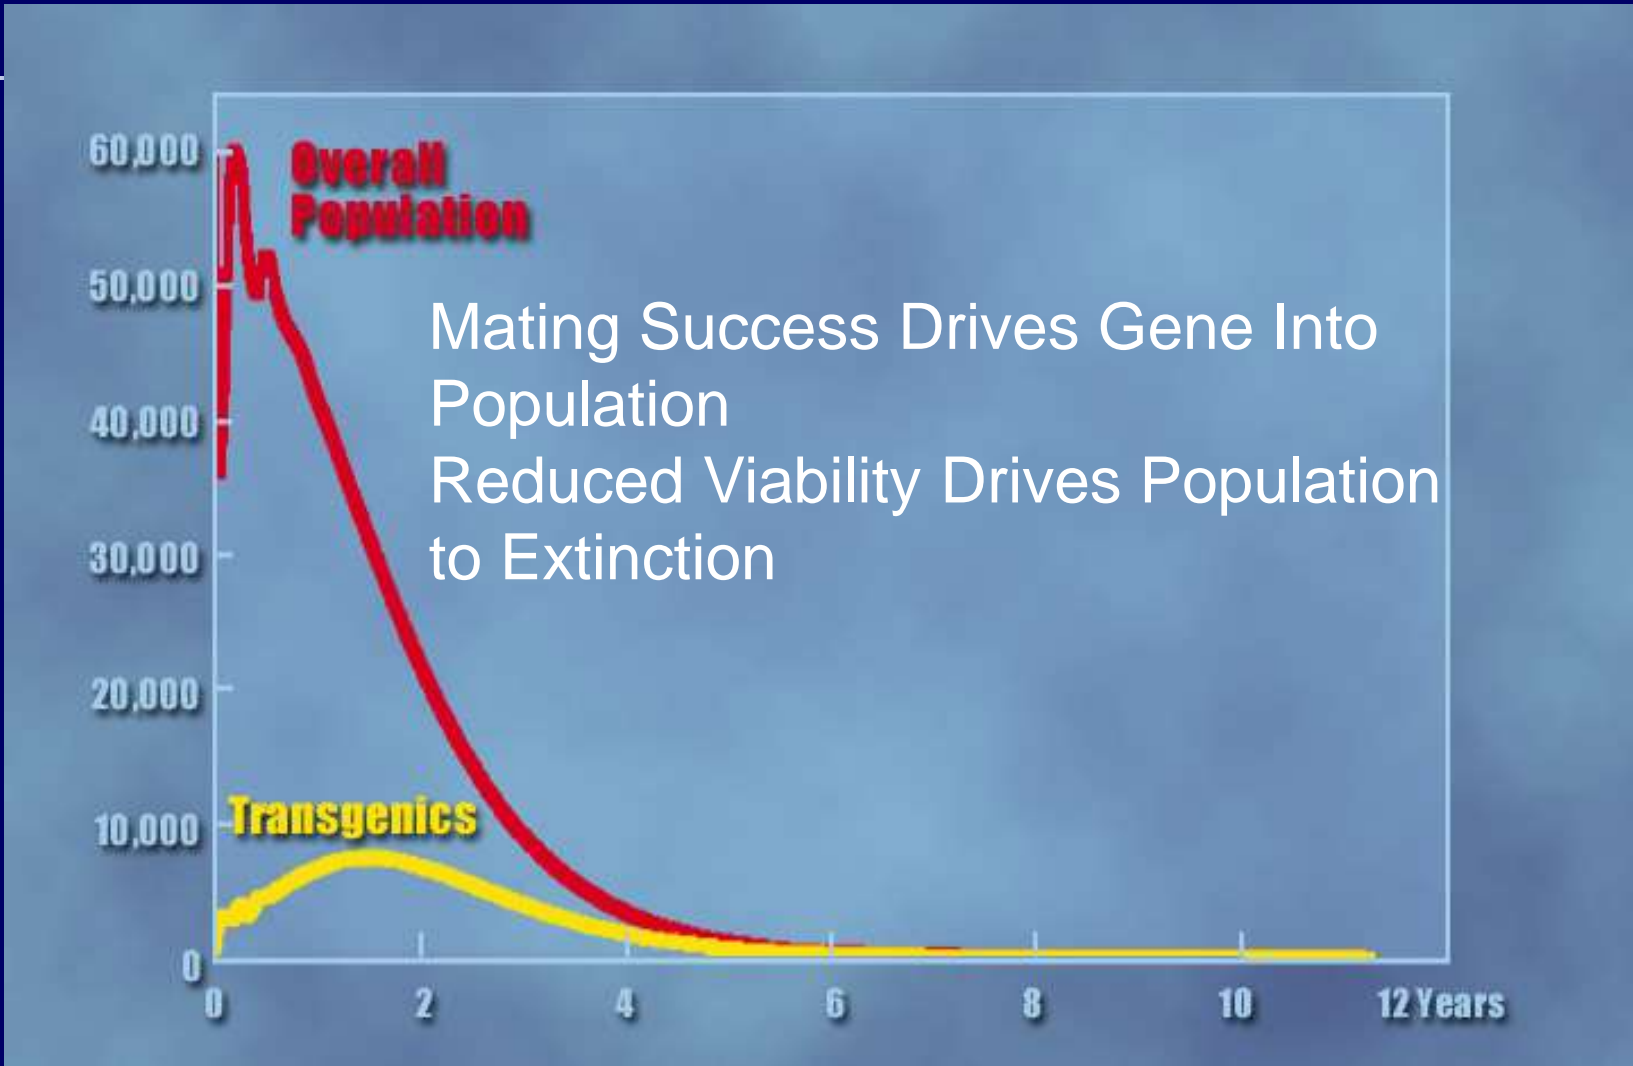 60,000
Overall
Population
50,000
Mating Success Drives Gene Into
Population
40,000
Reduced Viability Drives Population
to Extinction
30,000
20,000
Transgenics
10,000
0
0 2 4 6 8 10 12 Years